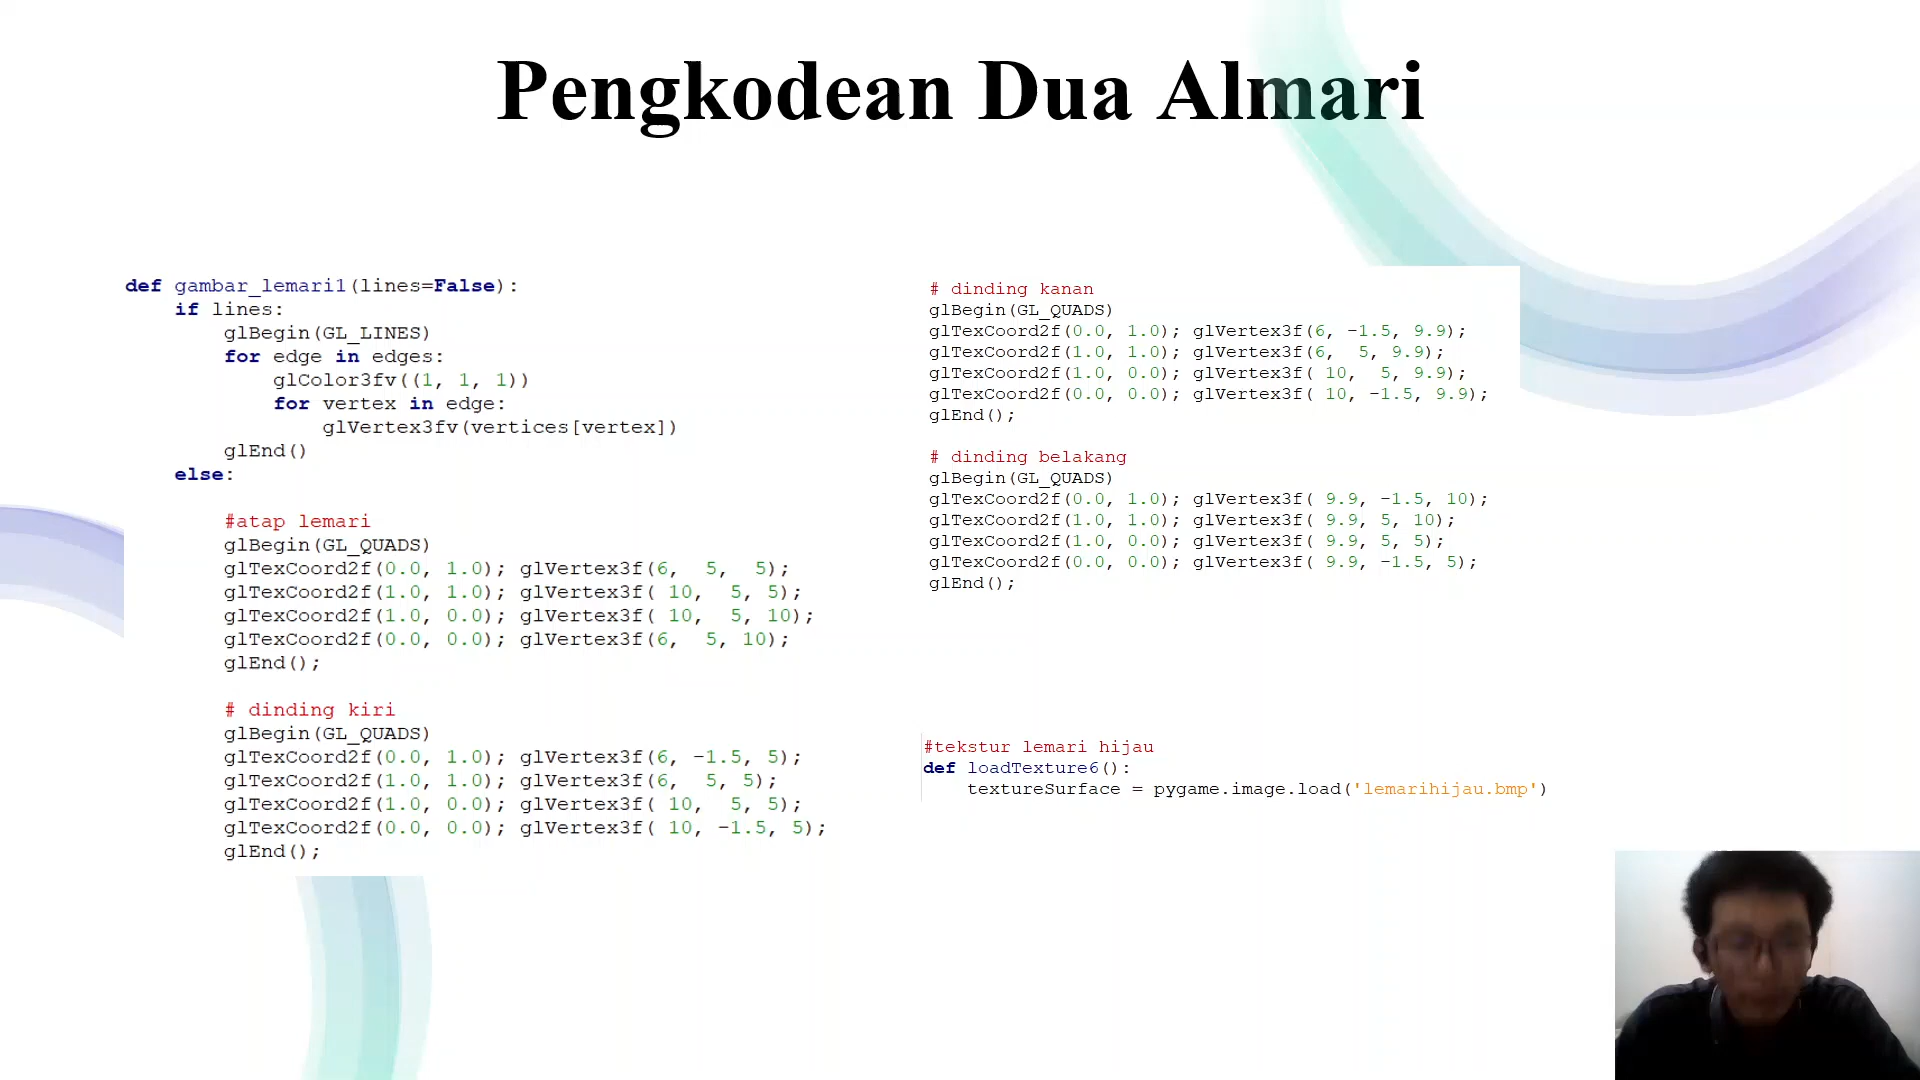 Pengkodean Dua Almari
def gambar_lemari1(lines=False):
    if lines:
        glBegin(GL_LINES)
        for edge in edges:
            glColor3fv((1, 1, 1))
            for vertex in edge:
                glVertex3fv(vertices[vertex])
        glEnd()
    else:
        #atap lemari
        glBegin(GL_QUADS)
        glTexCoord2f(0.0, 1.0); glVertex3f(6,  5,  5);
        glTexCoord2f(1.0, 1.0); glVertex3f( 10,   5, 5);
        glTexCoord2f(1.0, 0.0); glVertex3f( 10,   5, 10);
        glTexCoord2f(0.0, 0.0); glVertex3f(6,  5, 10);
        glEnd();
        # dinding kiri
        glBegin(GL_QUADS)
        glTexCoord2f(0.0, 1.0); glVertex3f(6, -1.5, 5);
        glTexCoord2f(1.0, 1.0); glVertex3f(6,  5, 5);
        glTexCoord2f(1.0, 0.0); glVertex3f( 10,  5, 5);
        glTexCoord2f(0.0, 0.0); glVertex3f( 10, -1.5, 5);
        glEnd();
# dinding kanan
glBegin(GL_QUADS)
glTexCoord2f(0.0, 1.0); glVertex3f(6, -1.5, 9.9);
glTexCoord2f(1.0, 1.0); glVertex3f(6,  5, 9.9);
glTexCoord2f(1.0, 0.0); glVertex3f( 10,  5, 9.9);
glTexCoord2f(0.0, 0.0); glVertex3f( 10, -1.5, 9.9);
glEnd();
# dinding belakang
glBegin(GL_QUADS)
glTexCoord2f(0.0, 1.0); glVertex3f( 9.9, -1.5, 10);
glTexCoord2f(1.0, 1.0); glVertex3f( 9.9, 5, 10);
glTexCoord2f(1.0, 0.0); glVertex3f( 9.9, 5, 5);
glTexCoord2f(0.0, 0.0); glVertex3f( 9.9, -1.5, 5);
glEnd();
#tekstur lemari hijau
def loadTexture6():
    textureSurface = pygame.image.load('lemarihijau.bmp')